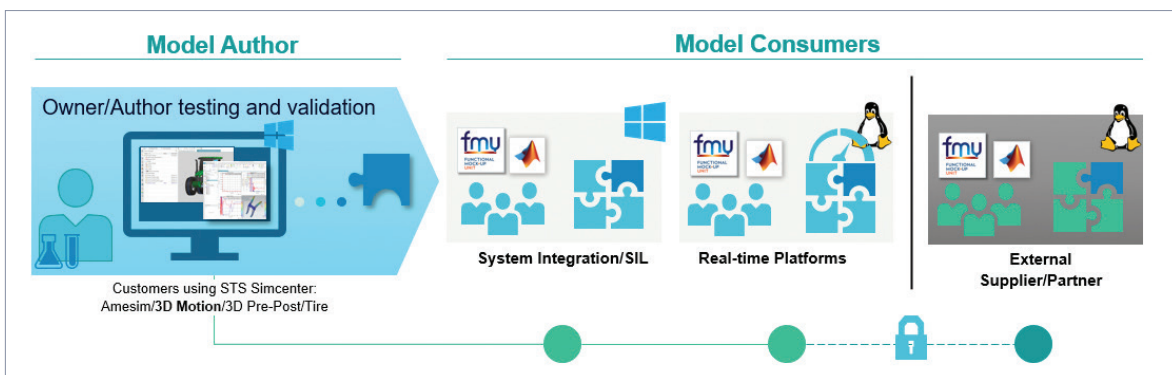 Model Author
Model Consumers
Owner/Author testing and validation
fmu
FUNCTIONAL
MOCK-UP
UNIT
fmu
FUNCTIONAL
MOCK-UP
UNIT
fmu
FUNCTIONAL
MOCK-UP
UNIT
System Integration/SIL
Real-time Platforms
External
Supplier/Partner
Customers using STS Simcenter:
Amesim/3D Motion/3D Pre-Post/Tire